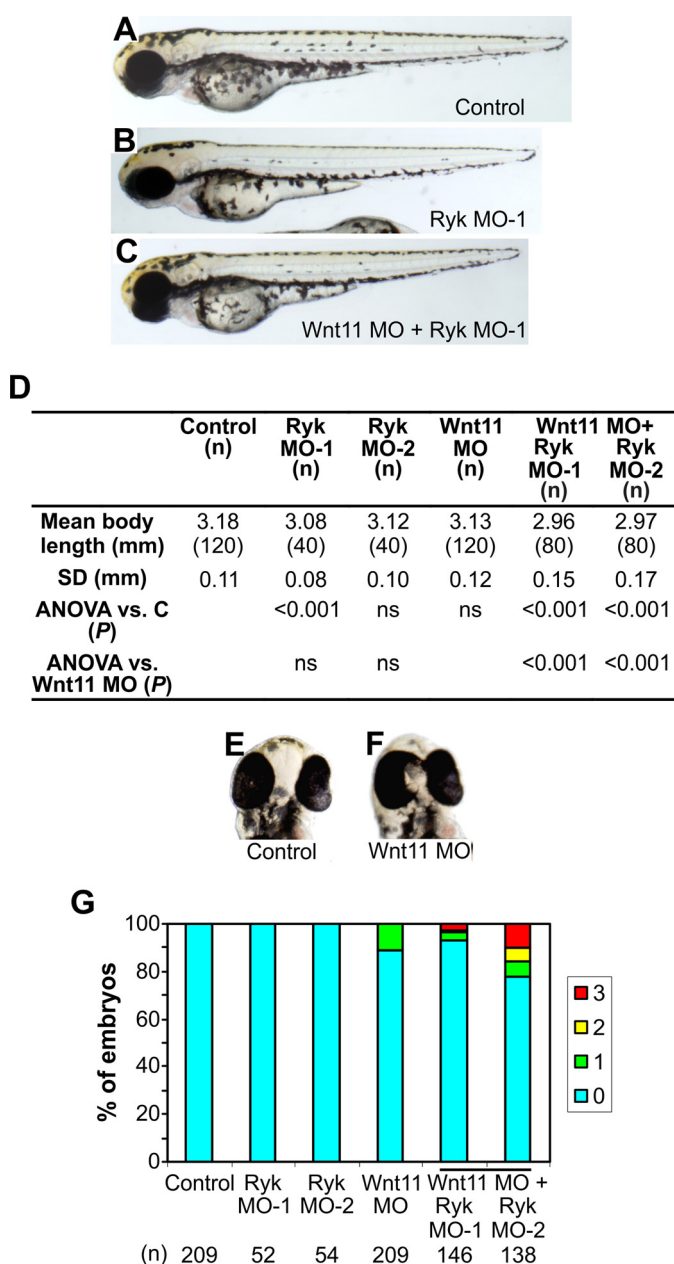 A
Control
B
Ryk MO-1
C
Wnt11 MO + Ryk MO-1
D
Control (n) Ryk MO-1 (n) Ryk MO-2 (n) Wnt11 MO (n) Wnt11 MO+ Ryk MO-1 (n) Ryk MO-2 (n)
Mean body length (mm) 3.18 (120) 3.08 (40) 3.12 (40) 3.13 (120) 2.96 (80) 2.97 (80)
SD (mm) 0.11 0.08 0.10 0.12 0.15 0.17
ANOVA vs. C (P) <0.001 ns ns <0.001 <0.001
ANOVA vs. Wnt11 MO (P) ns ns <0.001 <0.001
E
Control
F
Wnt11 MO
G
% of embryos
100
80
60
40
20
0
3
2
1
0
Control Ryk MO-1 Ryk MO-2 Wnt11 MO Wnt11 MO + Ryk MO-1 Ryk MO-2
(n) 209 52 54 209 146 138